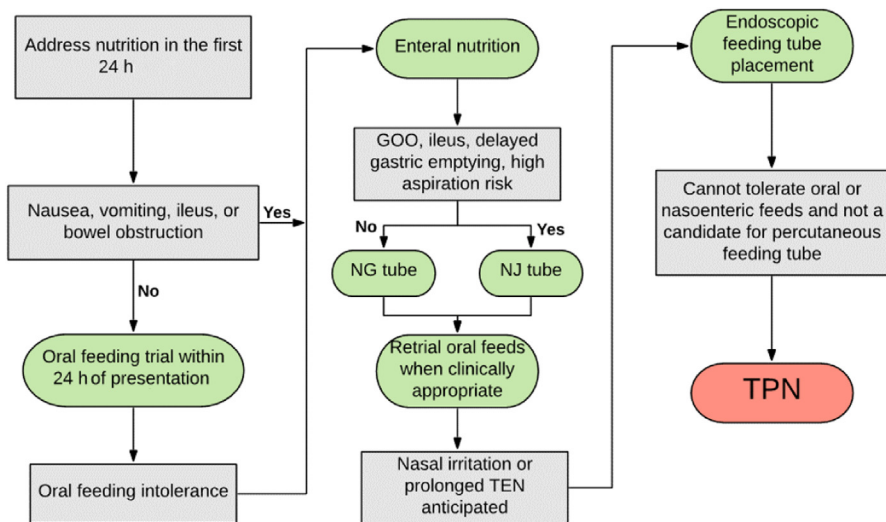 Address nutrition in the first
24 h
Nausea, vomiting, ileus, or
bowel obstruction
Yes
No
Oral feeding trial within
24 h of presentation
Oral feeding intolerance
Enteral nutrition
GOO, ileus, delayed
gastric emptying, high
aspiration risk
No
Yes
NG tube
NJ tube
Retrial oral feeds
when clinically
appropriate
Nasal irritation or
prolonged TEN
anticipated
Endoscopic
feeding tube
placement
Cannot tolerate oral or
nasoenteric feeds and not a
candidate for percutaneous
feeding tube
TPN